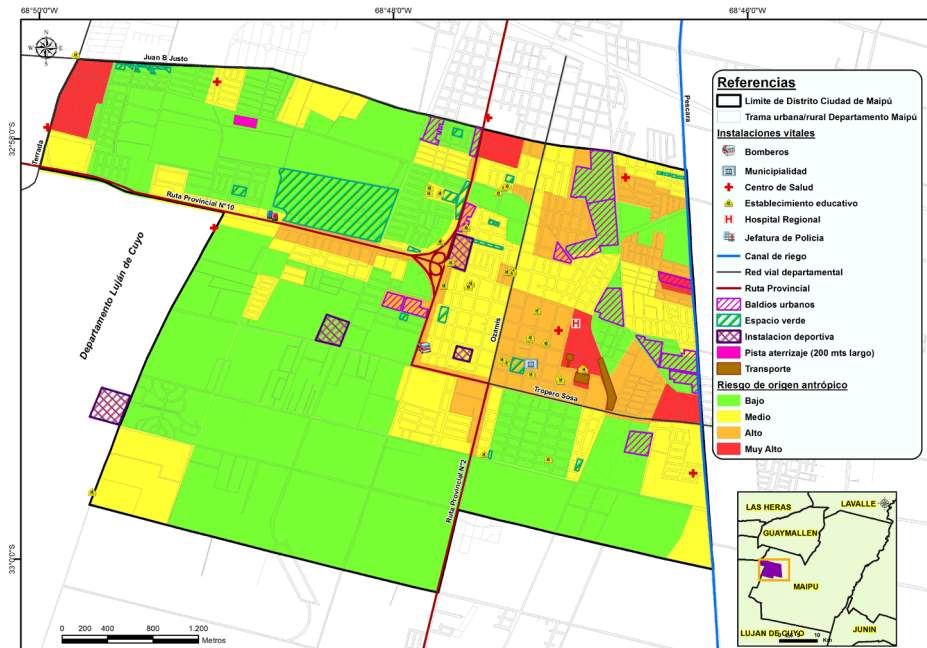 68°50'0"W
68°48'0"W
68°46'0"W
N
W
E
S
Juan B Justo
Pescara
32°58'0"S
Terrada
Ruta Provincial N°10
Departamento Luján de Cuyo
Ozamis
Tropero Sosa
Ruta Provincial N°2
33°0'0"S
0 200 400 800 1.200
Metros
Referencias
Límite de Distrito Ciudad de Maipú
Trama urbana/rural Departamento Maipú
Instalaciones vitales
Bomberos
Municipalidad
Centro de Salud
Establecimiento educativo
H Hospital Regional
Jefatura de Policia
Canal de riego
Red vial departamental
Ruta Provincial
Baldios urbanos
Espacio verde
Instalacion deportiva
Pista aterrizaje (200 mts largo)
Transporte
Riesgo de origen antrópico
Bajo
Medio
Alto
Muy Alto
H
LAS HERAS
LAVALLE
GUAYMALLEN
MAIPU
LUJAN DE CUYO
JUNIN
10
Km